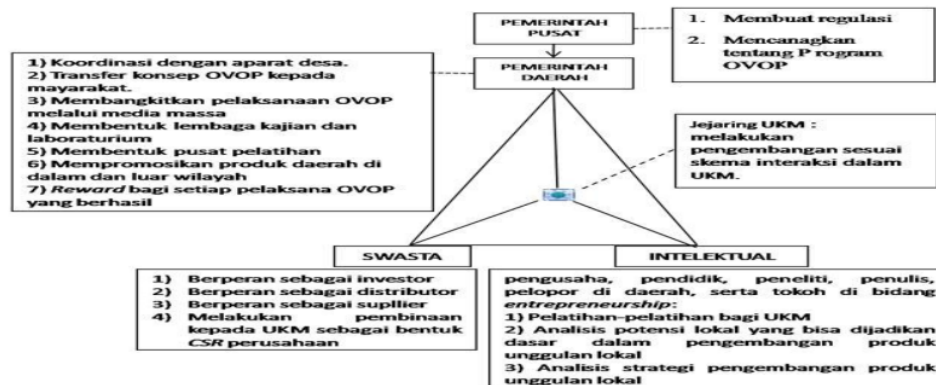 PEMERINTAH
PUSAT
1. Membuat regulasi
2. Mencanagkan
tentang P rogram
OVOP
PEMERINTAH
DAERAH
1) Koordinasi dengan aparat desa.
2) Transfer konsep OVOP kepada
mayarakat.
3) Membangkitkan pelaksanaan OVOP
melalui media massa
4) Membentuk lembaga kajian dan
laboraturium
5) Membentuk pusat pelatihan
6) Mempromosikan produk daerah di
dalam dan luar wilayah
7) Reward bagi setiap pelaksana OVOP
yang berhasil
Jejaring UKM :
melakukan
pengembangan sesuai
skema interaksi dalam
UKM.
SWASTA
1) Berperan sebagai investor
2) Berperan sebagai distributor
3) Berperan sebagai supllier
4) Melakukan pembinaan
kepada UKM sebagai bentuk
CSR perusahaan
INTELEKTUAL
pengusaha, pendidik, peneliti, penulis,
pelopor di daerah, serta tokoh di bidang
entrepreneurship:
1) Pelatihan-pelatihan bagi UKM
2) Analisis potensi lokal yang bisa dijadikan
dasar dalam pengembangan produk
unggulan lokal
3) Analisis strategi pengembangan produk
unggulan lokal